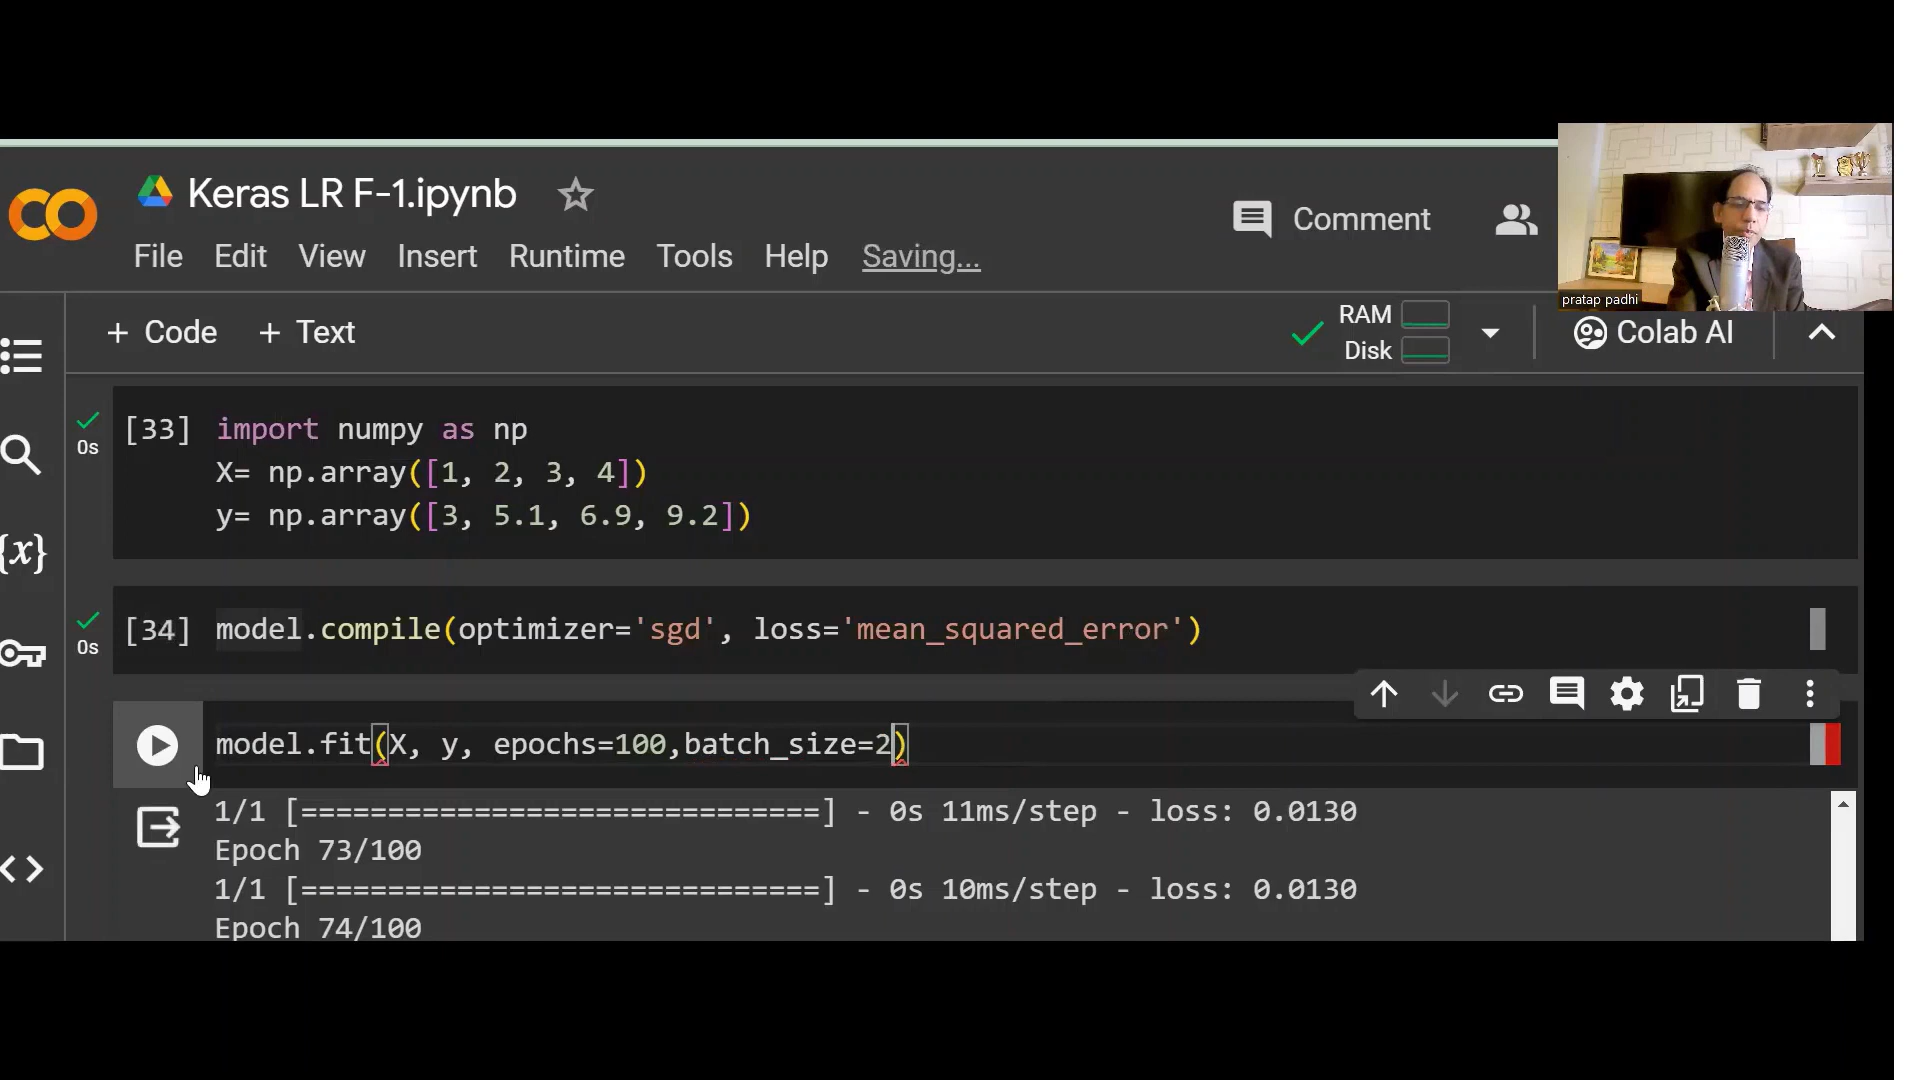 Keras LR F-1.ipynb
File Edit View Insert Runtime Tools Help Saving...
Comment
pratap padhi
+ Code + Text
RAM
Disk
Colab AI
[33] import numpy as np
0s
X= np.array([1, 2, 3, 4])
y= np.array([3, 5.1, 6.9, 9.2])
[34] model.compile(optimizer='sgd', loss='mean_squared_error')
0s
model.fit(X, y, epochs=100,batch_size=2)
1/1 [==============================] - 0s 11ms/step - loss: 0.0130
Epoch 73/100
1/1 [==============================] - 0s 10ms/step - loss: 0.0130
Epoch 74/100
{x}